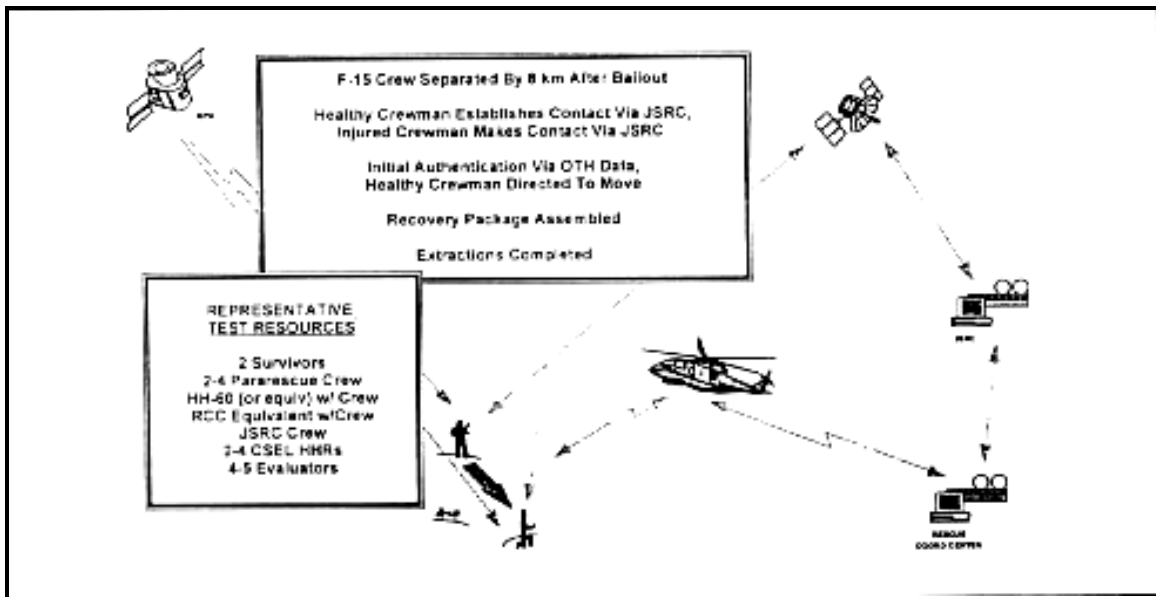 F-15 Crew Separated By 8 km After Bailout
Healthy Crewman Establishes Contact Via JSRC,
Injured Crewman Makes Contact Via JSRC
Initial Authentication Via OTH Data,
Healthy Crewman Directed To Move
Recovery Package Assembled
Extractions Completed
REPRESENTATIVE
TEST RESOURCES
2 Survivors
2-4 Pararescue Crew
HH-60 (or equiv) w/ Crew
RCC Equivalent w/Crew
JSRC Crew
2-4 CSEL HHRs
4-5 Evaluators
RESCUE
COORD CENTER